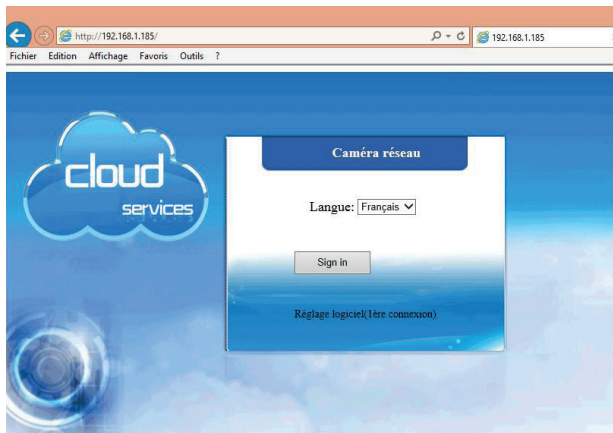 http://192.168.1.185/
192.168.1.185
Fichier Edition Affichage Favoris Outils ?
cloud
services
Caméra réseau
Langue: Français
Sign in
Réglage logiciel(1ère connexion)